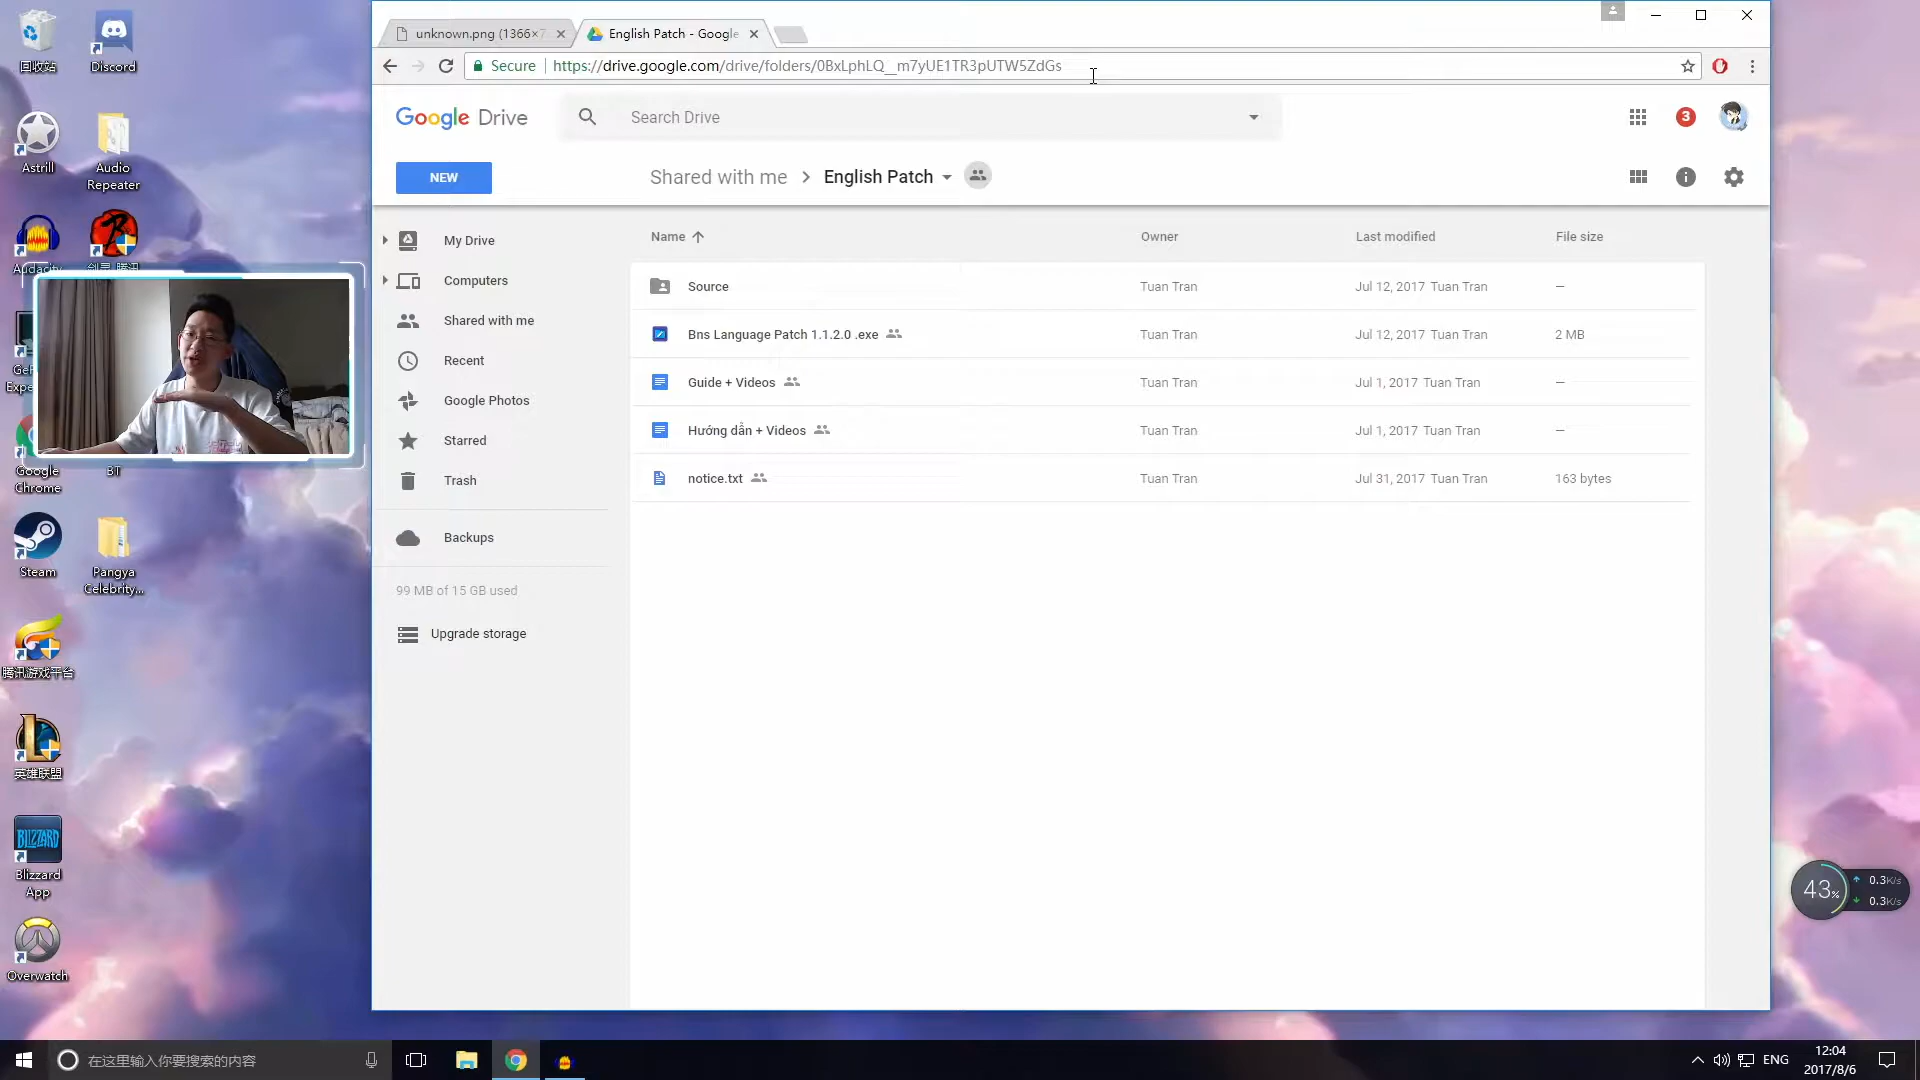 回收站
Discord
Astrill
Audio
Repeater
Audacity
Google
Chrome
BT
Steam
Pangya
Celebrity...
腾讯游戏平台
英雄联盟
BLIZZARD
Blizzard
App
Overwatch
unknown.png (1366×7
English Patch - Google
Secure
https://drive.google.com/drive/folders/0BxLphLQ__m7yUE1TR3pUTW5ZdGs
Google Drive
Search Drive
3
NEW
Shared with me > English Patch
My Drive
Computers
Shared with me
Recent
Google Photos
Starred
Trash
Backups
99 MB of 15 GB used
Upgrade storage
Name Owner Last modified File size
Source Tuan Tran Jul 12, 2017 Tuan Tran —
Bns Language Patch 1.1.2.0 .exe Tuan Tran Jul 12, 2017 Tuan Tran 2 MB
Guide + Videos Tuan Tran Jul 1, 2017 Tuan Tran —
Hướng dẫn + Videos Tuan Tran Jul 1, 2017 Tuan Tran —
notice.txt Tuan Tran Jul 31, 2017 Tuan Tran 163 bytes
43%
0.3K/s
0.3K/s
在这里输入你要搜索的内容
ENG
12:04
2017/8/6